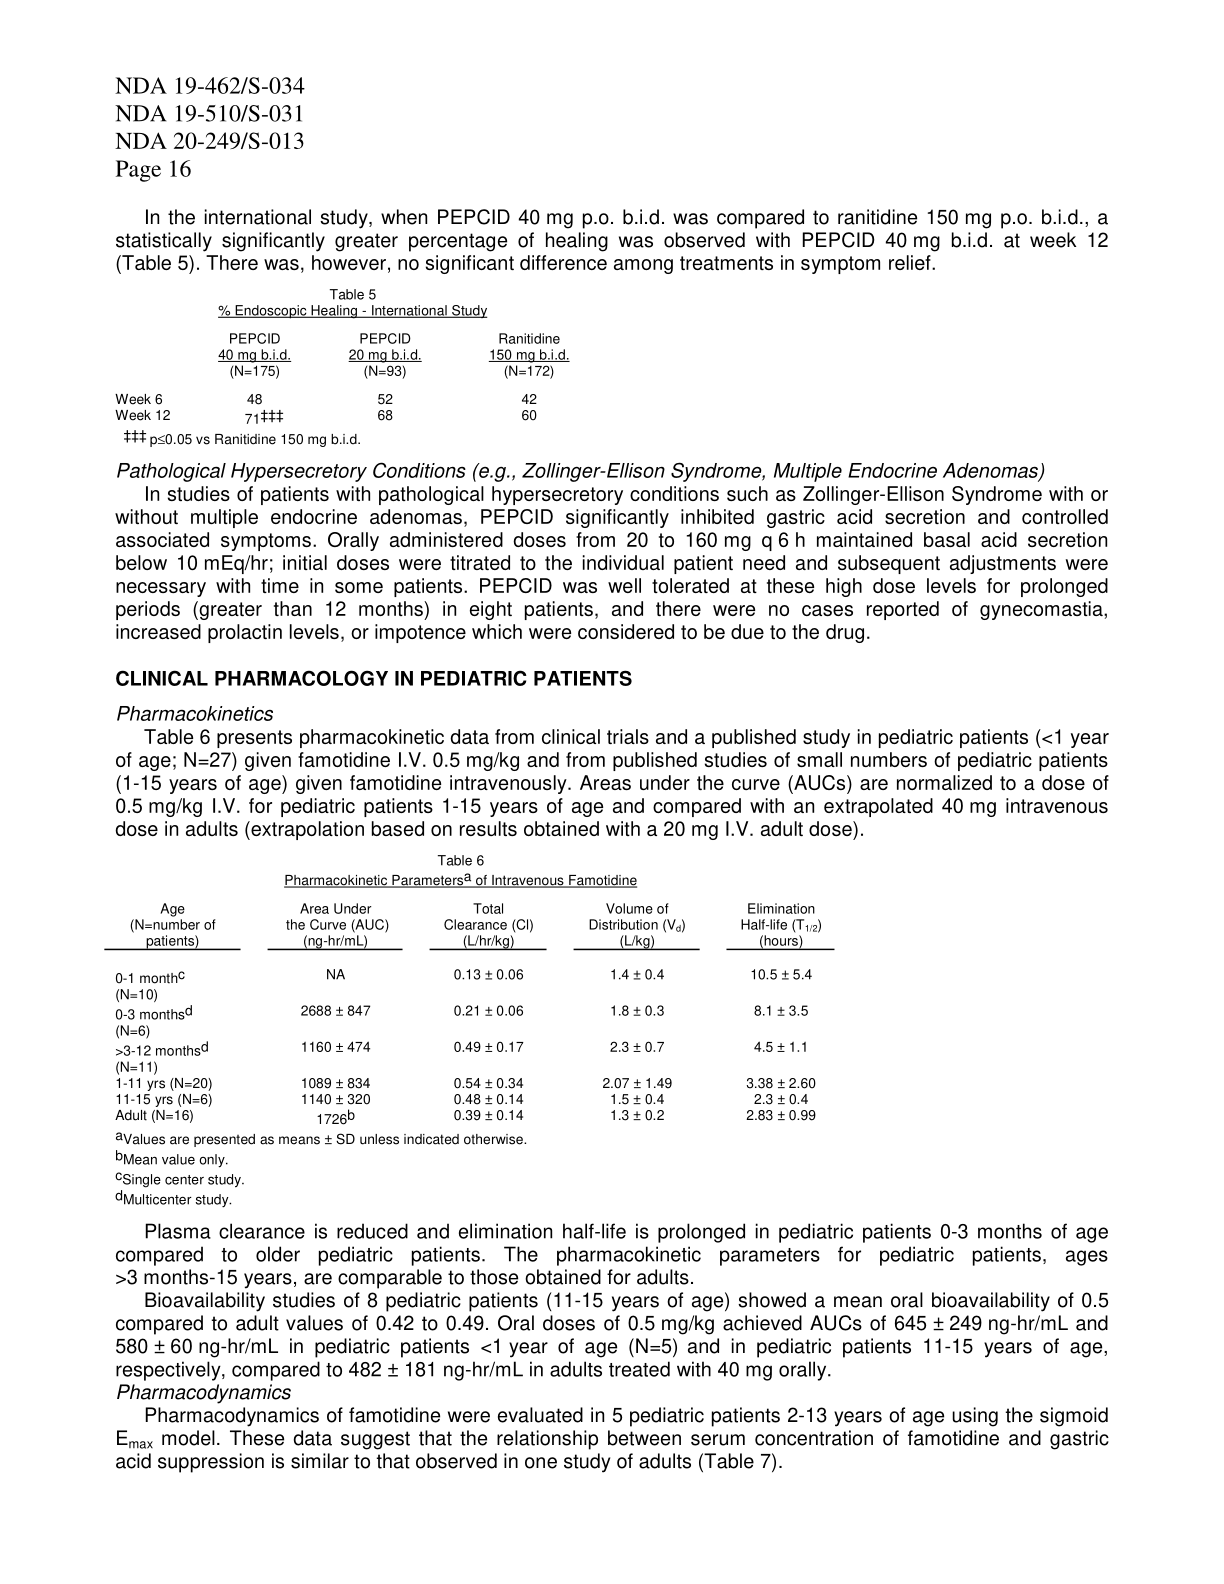 NDA 19-462/S-034
NDA 19-510/S-031
NDA 20-249/S-013
Page 16
In the international study, when PEPCID 40 mg p.o. b.i.d. was compared to ranitidine 150 mg p.o. b.i.d., a
statistically significantly greater percentage of healing was observed with PEPCID 40 mg b.i.d. at week 12
(Table 5). There was, however, no significant difference among treatments in symptom relief.
Table 5
% Endoscopic Healing - International Study
PEPCID PEPCID Ranitidine
40 mg b.i.d. 20 mg b.i.d. 150 mg b.i.d.
(N=175) (N=93) (N=172)
Week 6 48 52 42
Week 12 71‡‡‡ 68 60
‡‡‡ p≤0.05 vs Ranitidine 150 mg b.i.d.
Pathological Hypersecretory Conditions (e.g., Zollinger-Ellison Syndrome, Multiple Endocrine Adenomas)
In studies of patients with pathological hypersecretory conditions such as Zollinger-Ellison Syndrome with or
without multiple endocrine adenomas, PEPCID significantly inhibited gastric acid secretion and controlled
associated symptoms. Orally administered doses from 20 to 160 mg q 6 h maintained basal acid secretion
below 10 mEq/hr; initial doses were titrated to the individual patient need and subsequent adjustments were
necessary with time in some patients. PEPCID was well tolerated at these high dose levels for prolonged
periods (greater than 12 months) in eight patients, and there were no cases reported of gynecomastia,
increased prolactin levels, or impotence which were considered to be due to the drug.
CLINICAL PHARMACOLOGY IN PEDIATRIC PATIENTS
Pharmacokinetics
Table 6 presents pharmacokinetic data from clinical trials and a published study in pediatric patients (<1 year
of age; N=27) given famotidine I.V. 0.5 mg/kg and from published studies of small numbers of pediatric patients
(1-15 years of age) given famotidine intravenously. Areas under the curve (AUCs) are normalized to a dose of
0.5 mg/kg I.V. for pediatric patients 1-15 years of age and compared with an extrapolated 40 mg intravenous
dose in adults (extrapolation based on results obtained with a 20 mg I.V. adult dose).
Table 6
Pharmacokinetic Parametersa of Intravenous Famotidine
Age Area Under Total Volume of Elimination
(N=number of the Curve (AUC) Clearance (Cl) Distribution (Vd) Half-life (T1/2)
patients) (ng-hr/mL) (L/hr/kg) (L/kg) (hours)
0-1 monthc NA 0.13 ± 0.06 1.4 ± 0.4 10.5 ± 5.4
(N=10)
0-3 monthsd 2688 ± 847 0.21 ± 0.06 1.8 ± 0.3 8.1 ± 3.5
(N=6)
>3-12 monthsd 1160 ± 474 0.49 ± 0.17 2.3 ± 0.7 4.5 ± 1.1
(N=11)
1-11 yrs (N=20) 1089 ± 834 0.54 ± 0.34 2.07 ± 1.49 3.38 ± 2.60
11-15 yrs (N=6) 1140 ± 320 0.48 ± 0.14 1.5 ± 0.4 2.3 ± 0.4
Adult (N=16) 1726b 0.39 ± 0.14 1.3 ± 0.2 2.83 ± 0.99
aValues are presented as means ± SD unless indicated otherwise.
bMean value only.
cSingle center study.
dMulticenter study.
Plasma clearance is reduced and elimination half-life is prolonged in pediatric patients 0-3 months of age
compared to older pediatric patients. The pharmacokinetic parameters for pediatric patients, ages
>3 months-15 years, are comparable to those obtained for adults.
Bioavailability studies of 8 pediatric patients (11-15 years of age) showed a mean oral bioavailability of 0.5
compared to adult values of 0.42 to 0.49. Oral doses of 0.5 mg/kg achieved AUCs of 645 ± 249 ng-hr/mL and
580 ± 60 ng-hr/mL in pediatric patients <1 year of age (N=5) and in pediatric patients 11-15 years of age,
respectively, compared to 482 ± 181 ng-hr/mL in adults treated with 40 mg orally.
Pharmacodynamics
Pharmacodynamics of famotidine were evaluated in 5 pediatric patients 2-13 years of age using the sigmoid
Emax model. These data suggest that the relationship between serum concentration of famotidine and gastric
acid suppression is similar to that observed in one study of adults (Table 7).